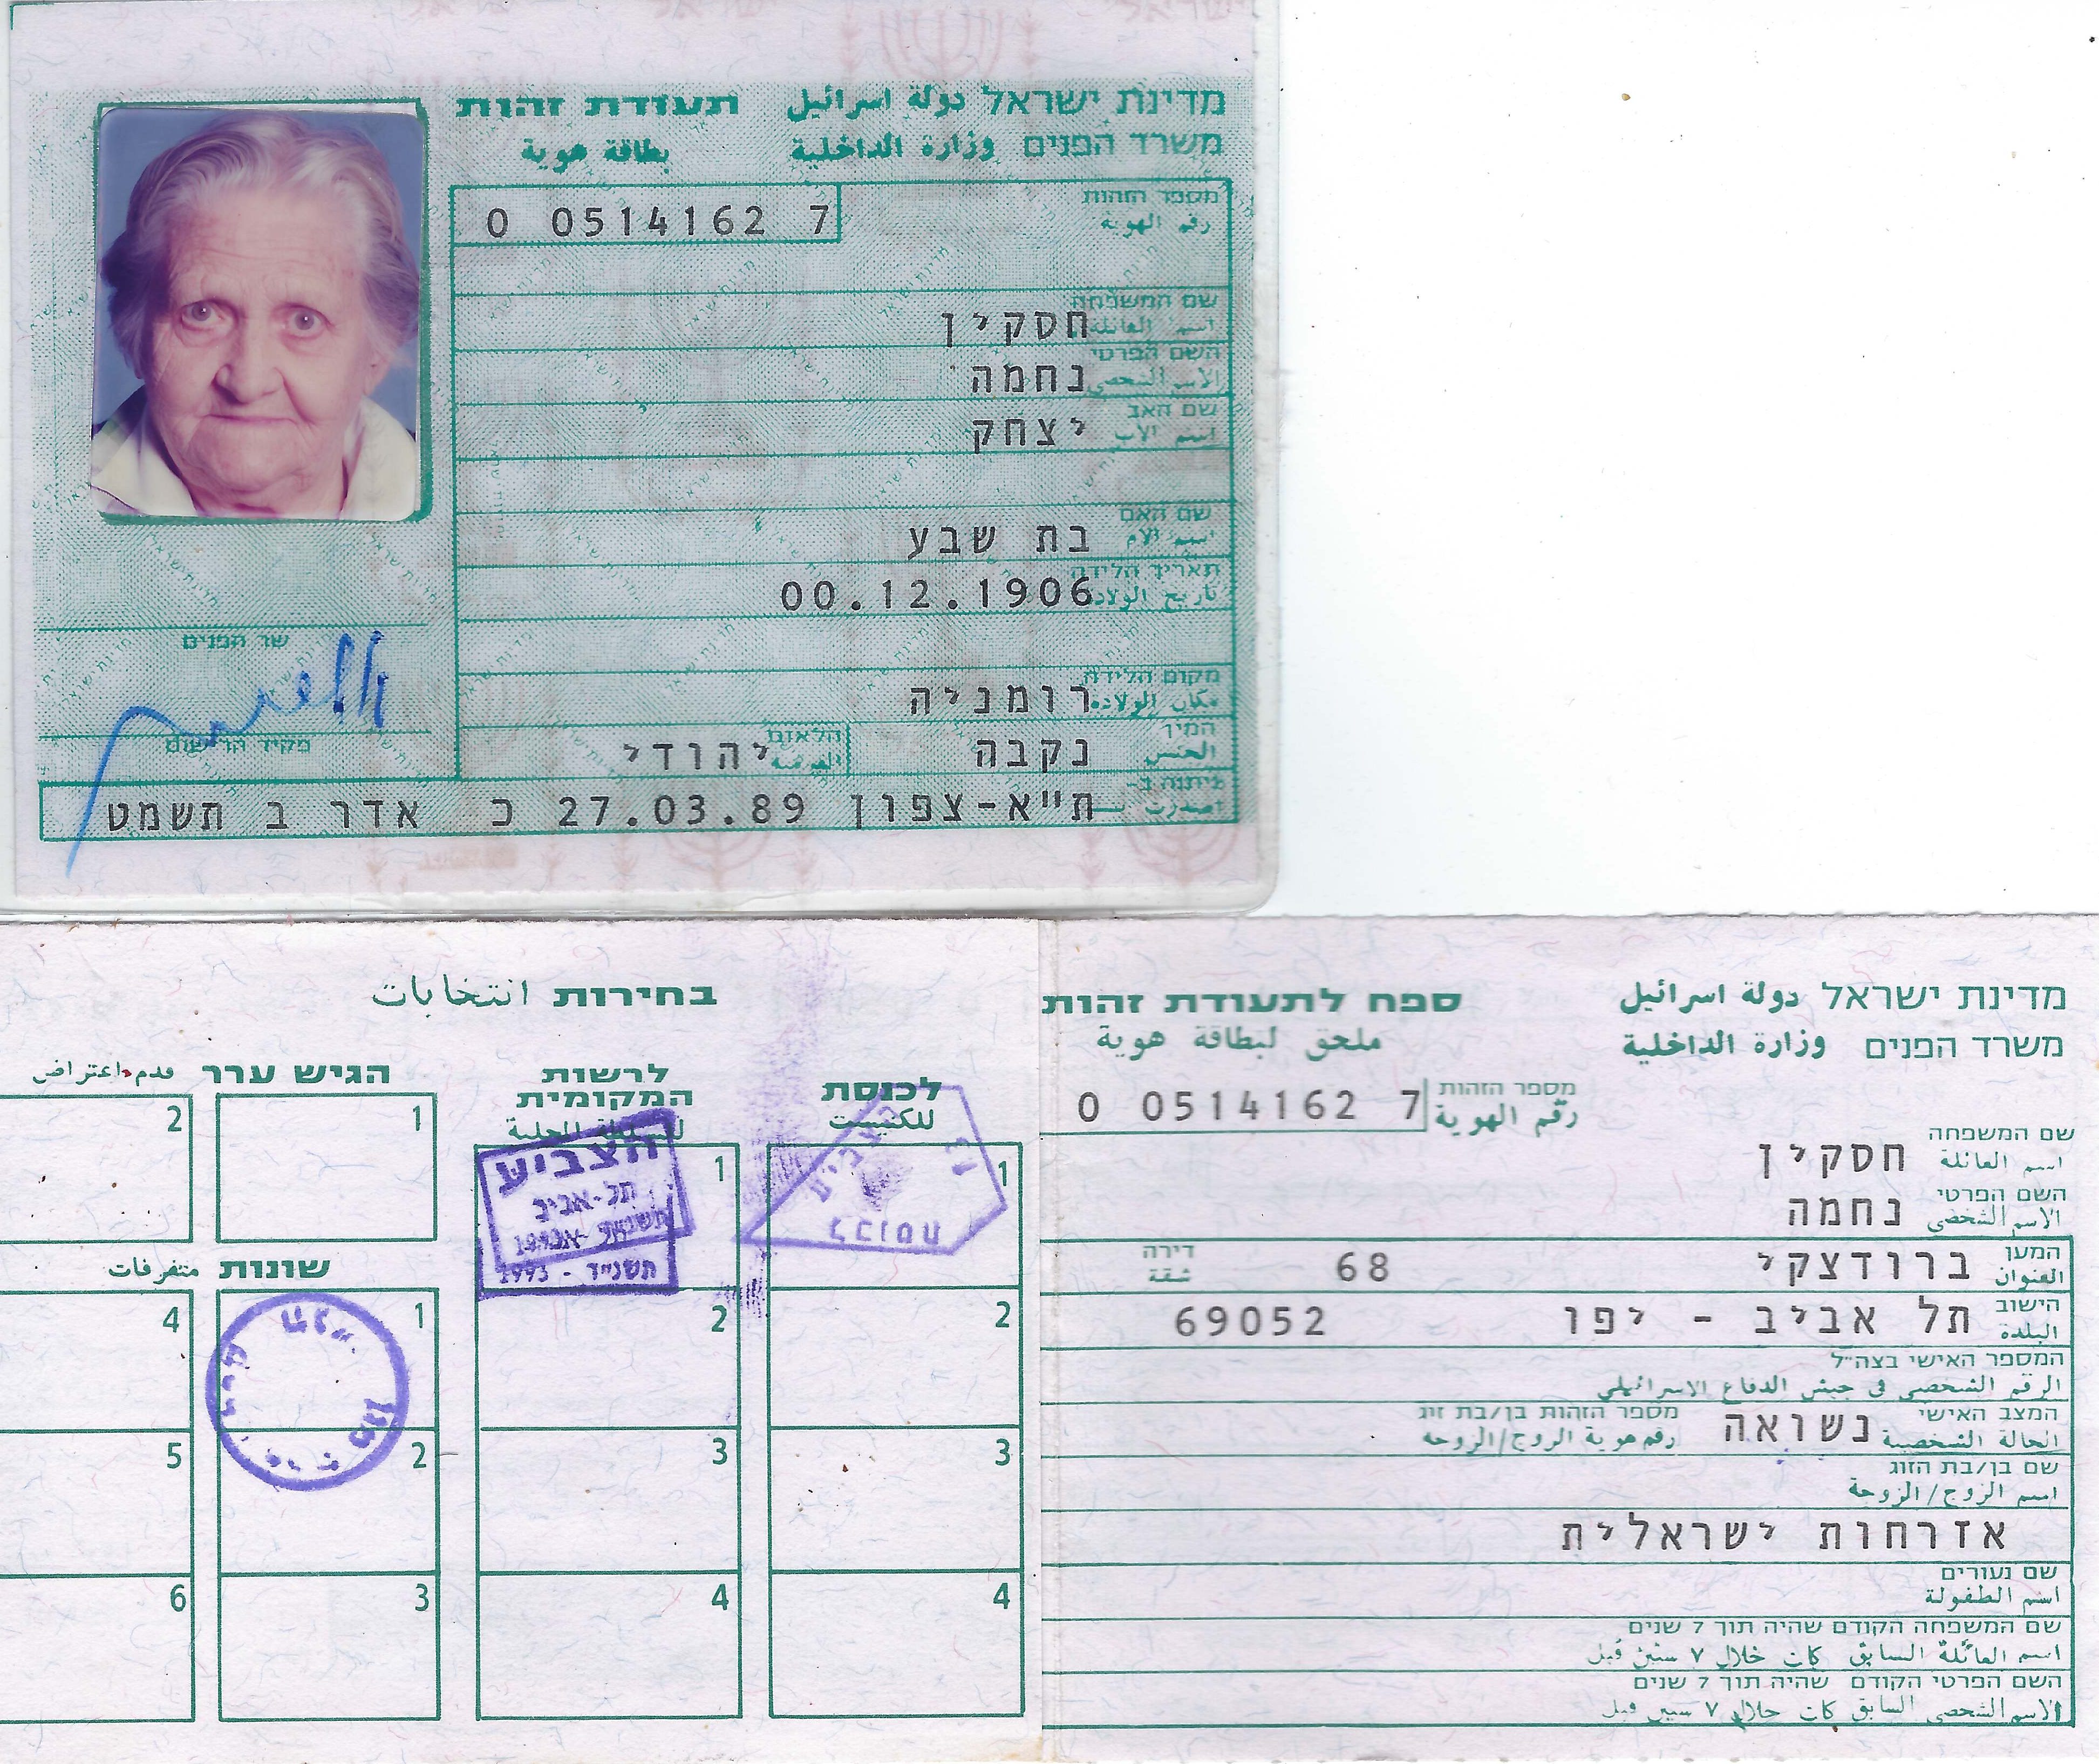 מדינת ישראל دولة اسرائيل
משרד הפנים وزارة الداخلية
תעודת זהות
بطاقة هوية
מספר הזהות
رقم الهوية
0 0514162 7
שם המשפחה
اسم العائلة חסקין
השם הפרטי
الاسم الشخصي נחמה
שם האב
اسم الاب יצחק
שם האם
اسم الام בת שבע
תאריך הלידה
تاريخ الولادة 00.12.1906
מקום הלידה
مكان الولادة רומניה
המין
الجنس נקבה
הלאום
القومية יהודי
ניתנה ב-
اصدرت ת״א-צפון 27.03.89 כ אדר ב תשמט
שר הפנים
פקיד הרישום
מדינת ישראל دولة اسرائيل
משרד הפנים وزارة الداخلية
ספח לתעודת זהות
ملحق لبطاقة هوية
מספר הזהות
رقم الهوية 0 0514162 7
שם המשפחה
اسم العائلة חסקין
השם הפרטי
الاسم الشخصي נחמה
המען
العنوان ברודצקי 68 דירה
شقة
הישוב
البلدة תל אביב - יפו 69052
המספר האישי בצה״ל
الرقم الشخصي في جيش الدفاع الاسرائيلي
המצב האישי
الحالة الشخصية נשואה
מספר הזהות בן/בת זוג
رقم هوية الزوج/الزوجة
שם בן/בת הזוג
اسم الزوج/الزوجة
אזרחות ישראלית
שם נעורים
اسم الطفولة
שם המשפחה הקודם שהיה תוך 7 שנים
اسم العائلة السابق كان خلال ٧ سنين قبل
השם הפרטי הקודם שהיה תוך 7 שנים
الاسم الشخصي السابق كان خلال ٧ سنين قبل
בחירות انتخابات
לכנסת
للكنيست
1
2
3
4
לרשות
המקומית
للسلطة المحلية
1
2
3
4
הצביע
תל-אביב
תשנ״ד - 1993
הגיש ערר قدم اعتراض
1
2
שונות متفرقات
1
2
3
4
5
6